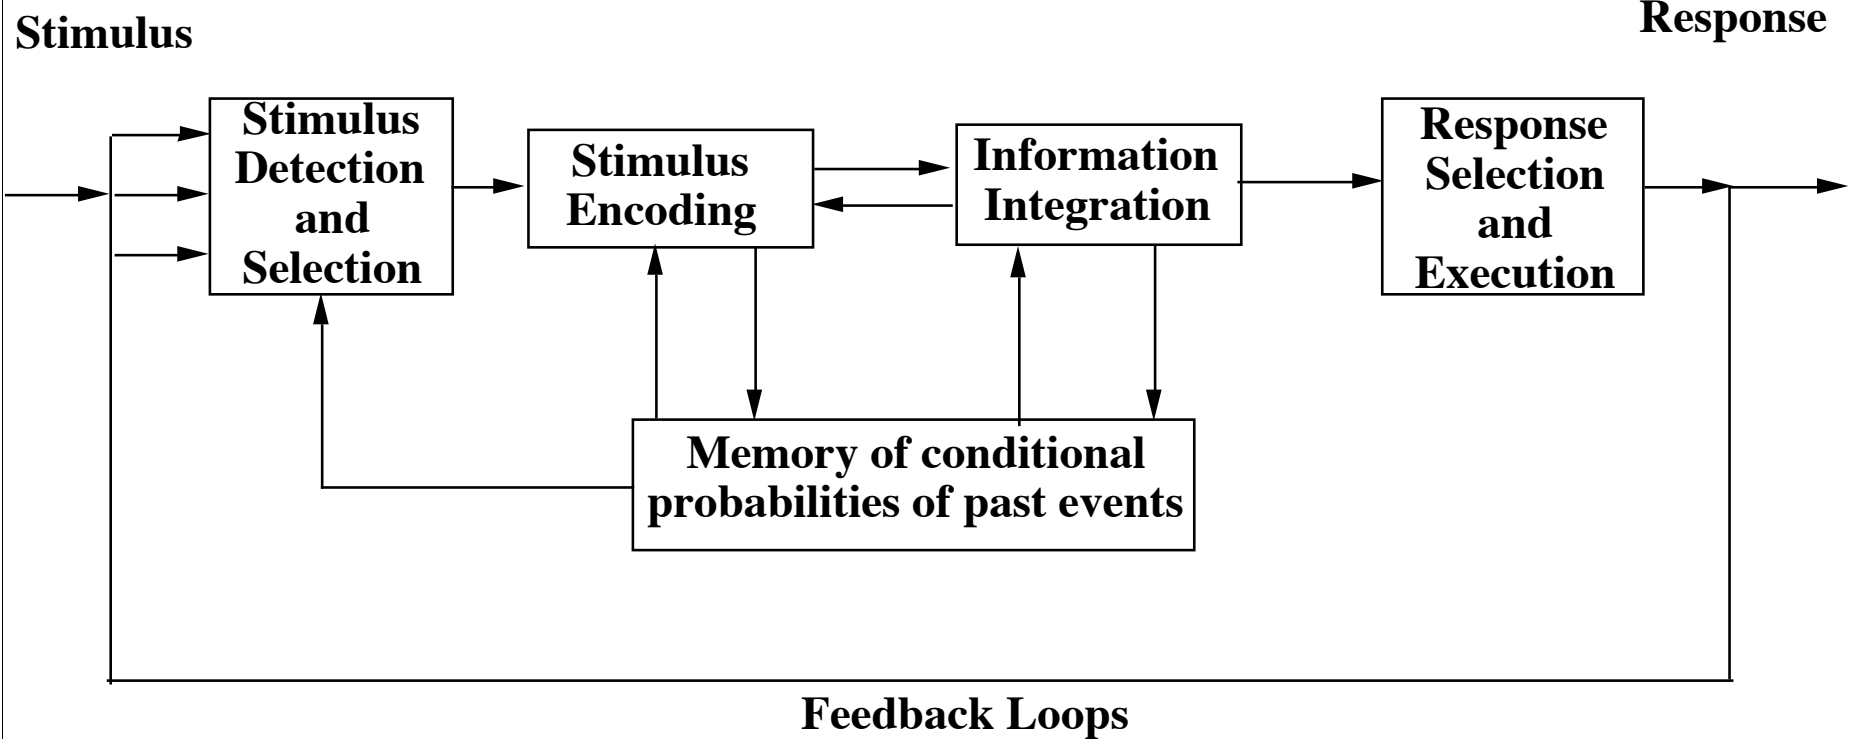 Stimulus
Response
Stimulus
Detection
and
Selection
Stimulus
Encoding
Information
Integration
Response
Selection
and
Execution
Memory of conditional
probabilities of past events
Feedback Loops